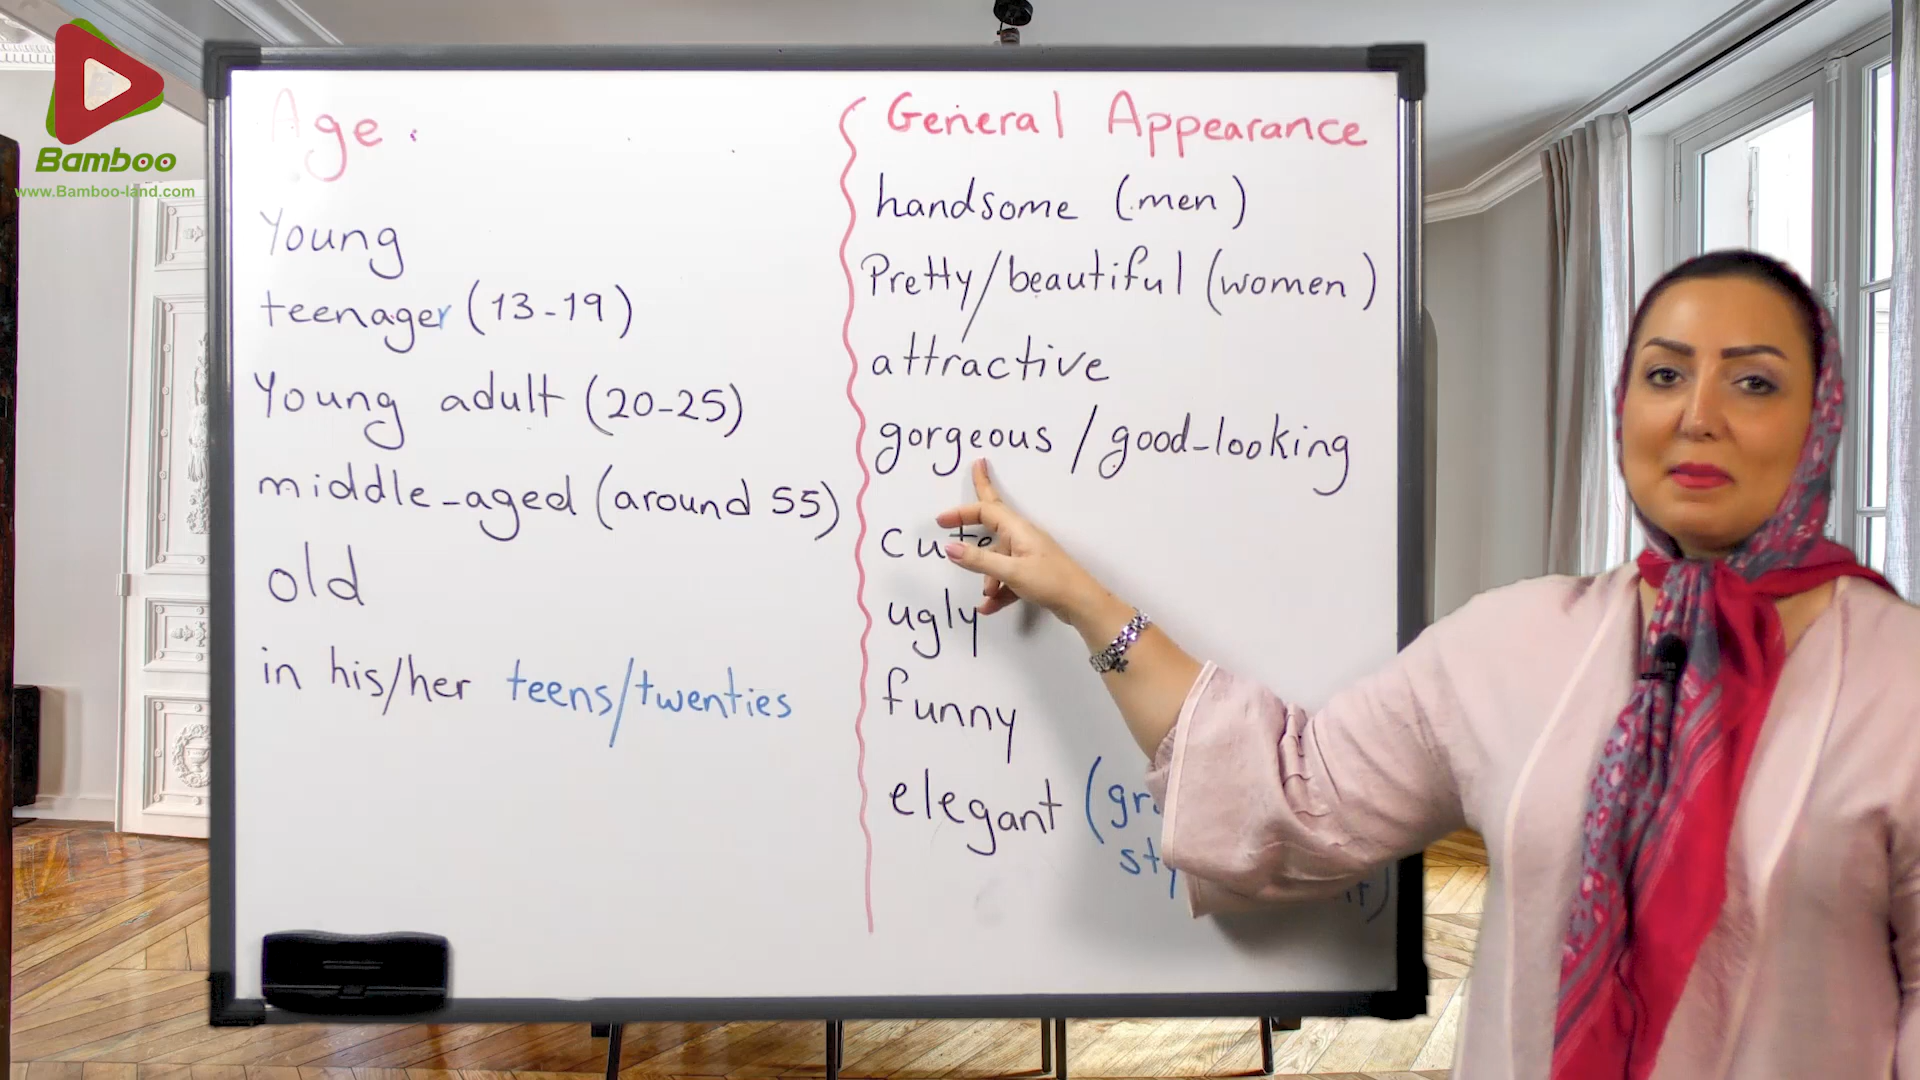 Bamboo
www.Bamboo-land.com
Age.
Young
teenager (13-19)
Young adult (20-25)
middle-aged (around 55)
old
in his/her teens/twenties
General Appearance
handsome (men)
Pretty/beautiful (women)
attractive
gorgeous / good-looking
cute
ugly
funny
elegant